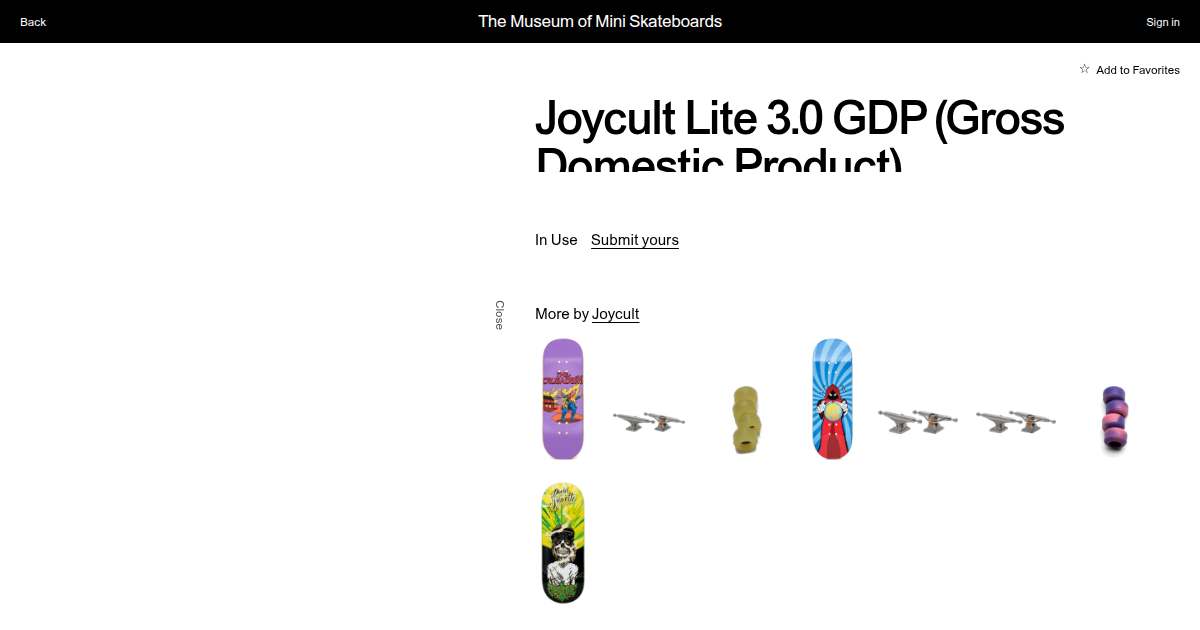 Back
The Museum of Mini Skateboards
Sign in
☆ Add to Favorites
Joycult Lite 3.0 GDP (Gross
Domestic Product)
In Use Submit yours
Close
More by Joycult